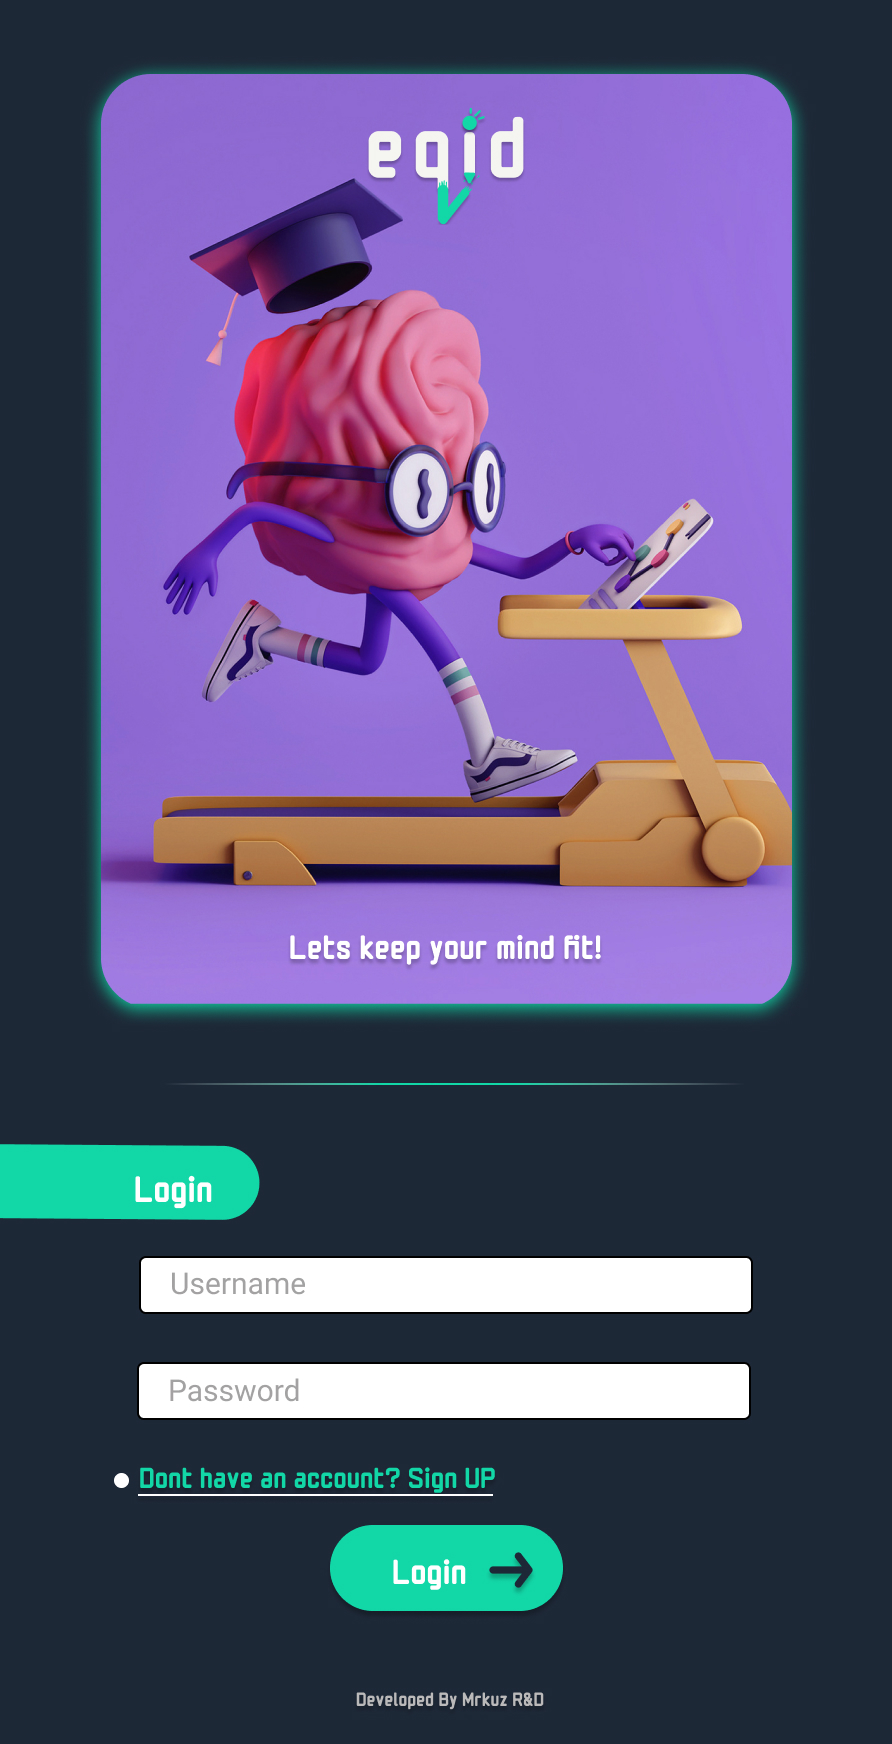 eqid
Lets keep your mind fit!
Login
Username
Password
Dont have an account? Sign UP
Login
Developed By Mrkuz R&D